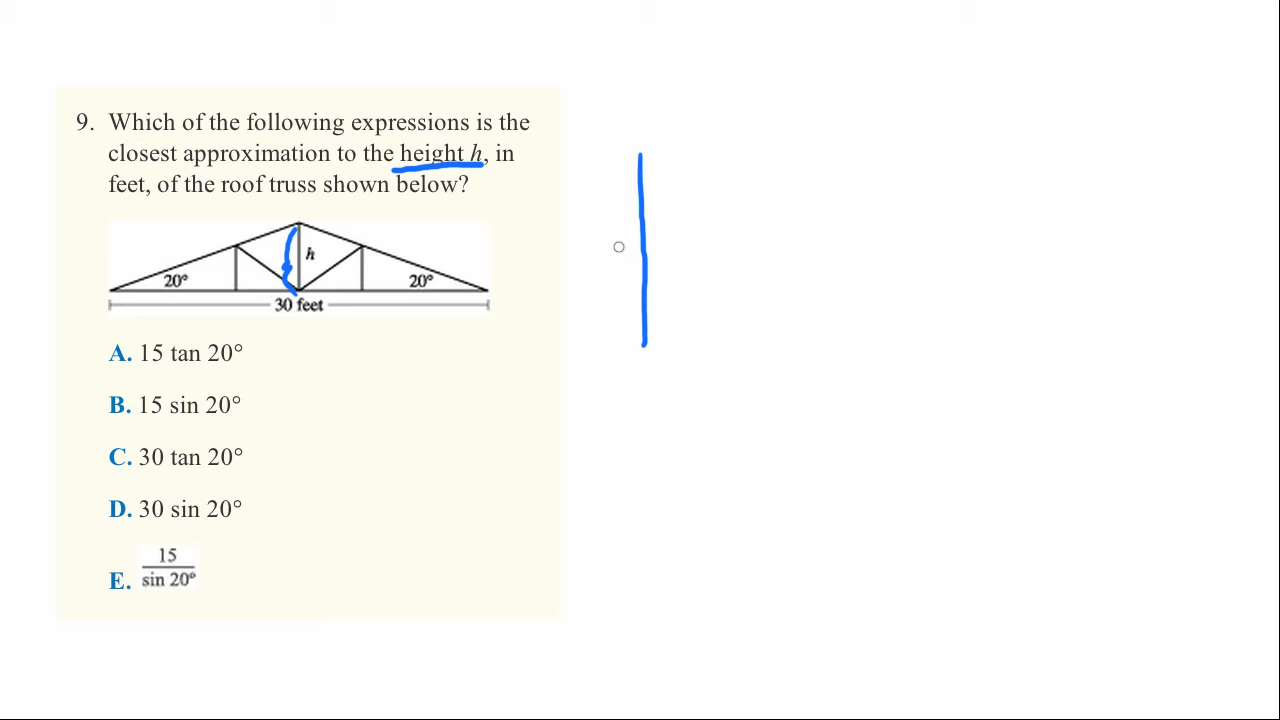 9. Which of the following expressions is the
closest approximation to the height h, in
feet, of the roof truss shown below?
h
20° 20°
30 feet
A. 15 tan 20°
B. 15 sin 20°
C. 30 tan 20°
D. 30 sin 20°
E. 15
sin 20°